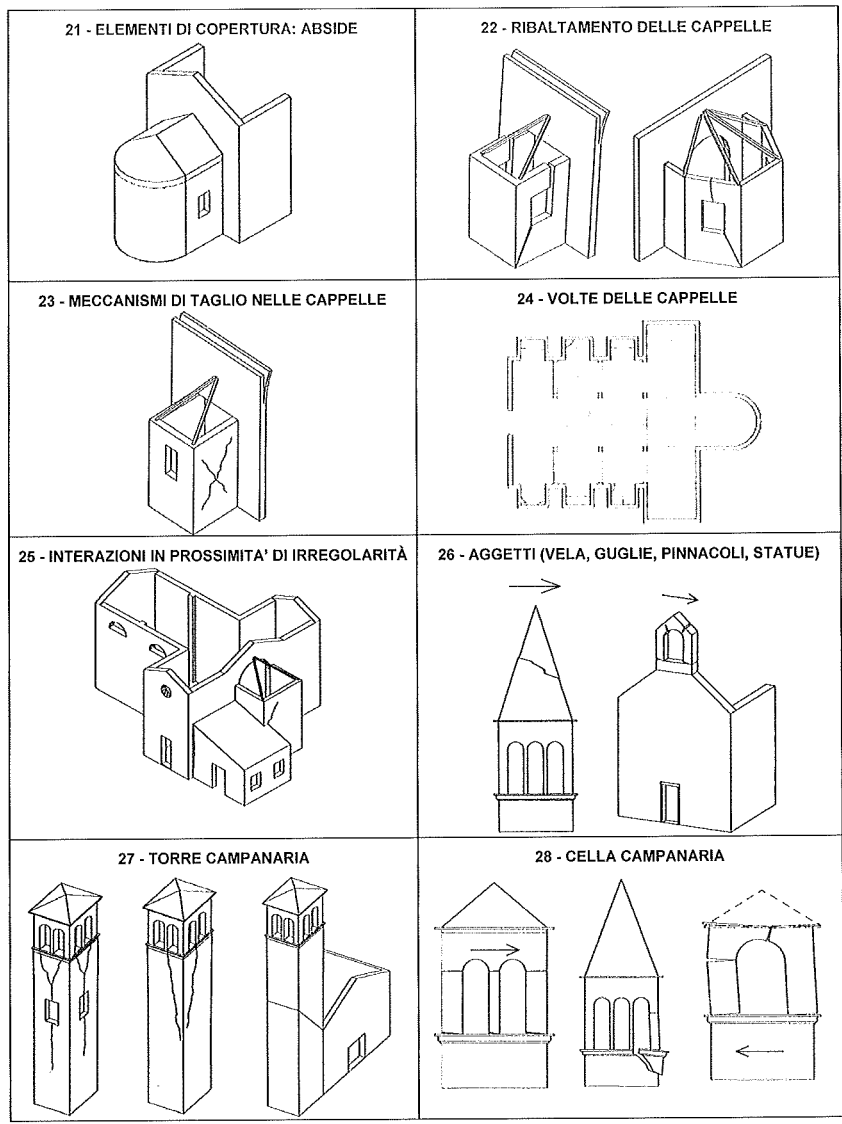 21 - ELEMENTI DI COPERTURA: ABSIDE
22 - RIBALTAMENTO DELLE CAPPELLE
23 - MECCANISMI DI TAGLIO NELLE CAPPELLE
24 - VOLTE DELLE CAPPELLE
25 - INTERAZIONI IN PROSSIMITA' DI IRREGOLARITÀ
26 - AGGETTI (VELA, GUGLIE, PINNACOLI, STATUE)
27 - TORRE CAMPANARIA
28 - CELLA CAMPANARIA